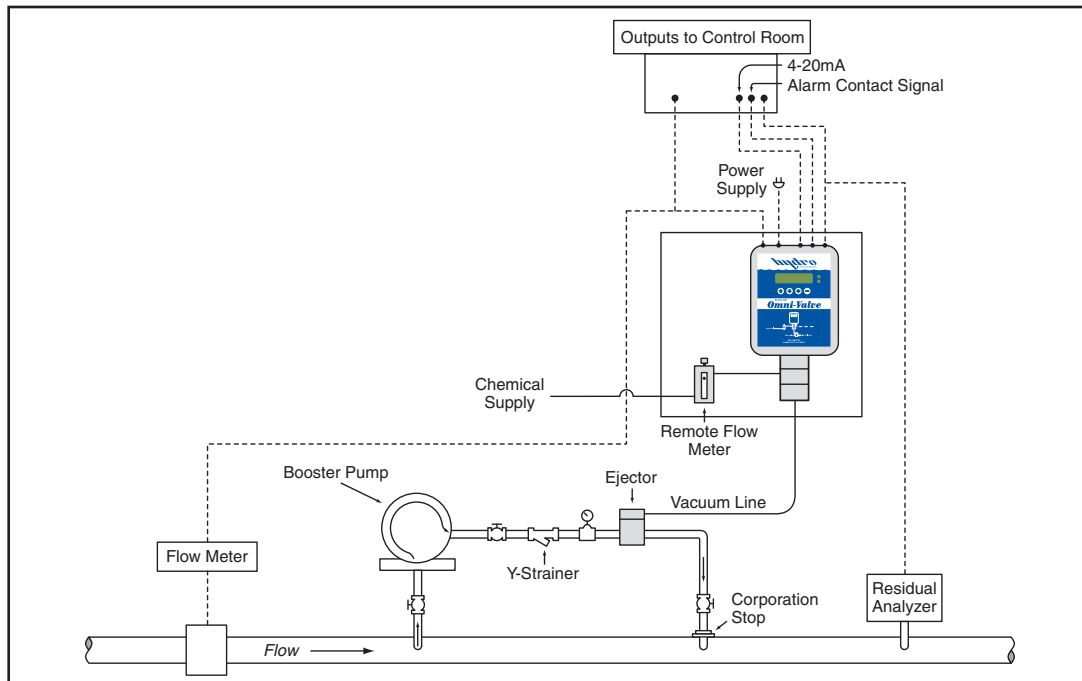 Outputs to Control Room
4-20mA
Alarm Contact Signal
Power
Supply
hydro
Omni-Valve
Chemical
Supply
Remote Flow
Meter
Booster Pump
Ejector
Vacuum Line
Flow Meter
Y-Strainer
Corporation
Stop
Residual
Analyzer
Flow